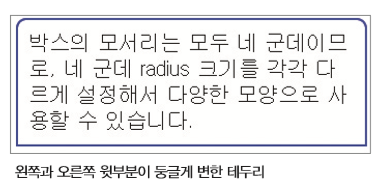 박스의 모서리는 모두 네 군데이므
로, 네 군데 radius 크기를 각각 다
르게 설정해서 다양한 모양으로 사
용할 수 있습니다.
왼쪽과 오른쪽 윗부분이 둥글게 변한 테두리